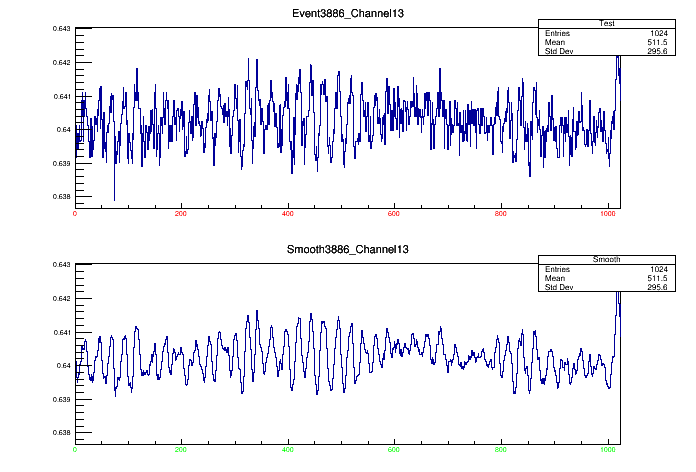 Event3886_Channel13
Test
Entries 1024
Mean 511.5
Std Dev 295.6
0.643
0.642
0.641
0.64
0.639
0.638
0 200 400 600 800 1000
Smooth3886_Channel13
Smooth
Entries 1024
Mean 511.5
Std Dev 295.6
0.643
0.642
0.641
0.64
0.639
0.638
0 200 400 600 800 1000